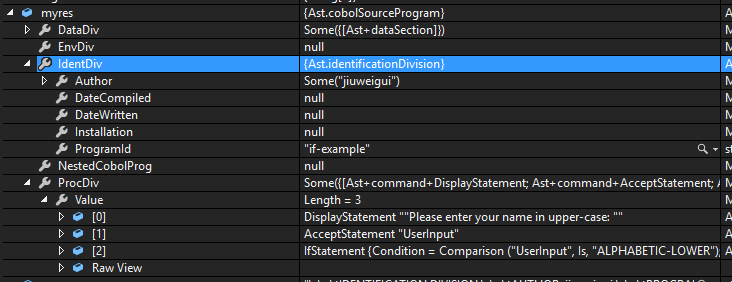 myres {Ast.cobolSourceProgram}
DataDiv Some({[Ast+dataSection]})
EnvDiv null
IdentDiv {Ast.identificationDivision}
Author Some("jiuweigui")
DateCompiled null
DateWritten null
Installation null
ProgramId "if-example"
NestedCobolProg null
ProcDiv Some({[Ast+command+DisplayStatement; Ast+command+AcceptStatement; A
Value Length = 3
[0] DisplayStatement ""Please enter your name in upper-case: ""
[1] AcceptStatement "UserInput"
[2] IfStatement {Condition = Comparison ("UserInput", Is, "ALPHABETIC-LOWER");
Raw View